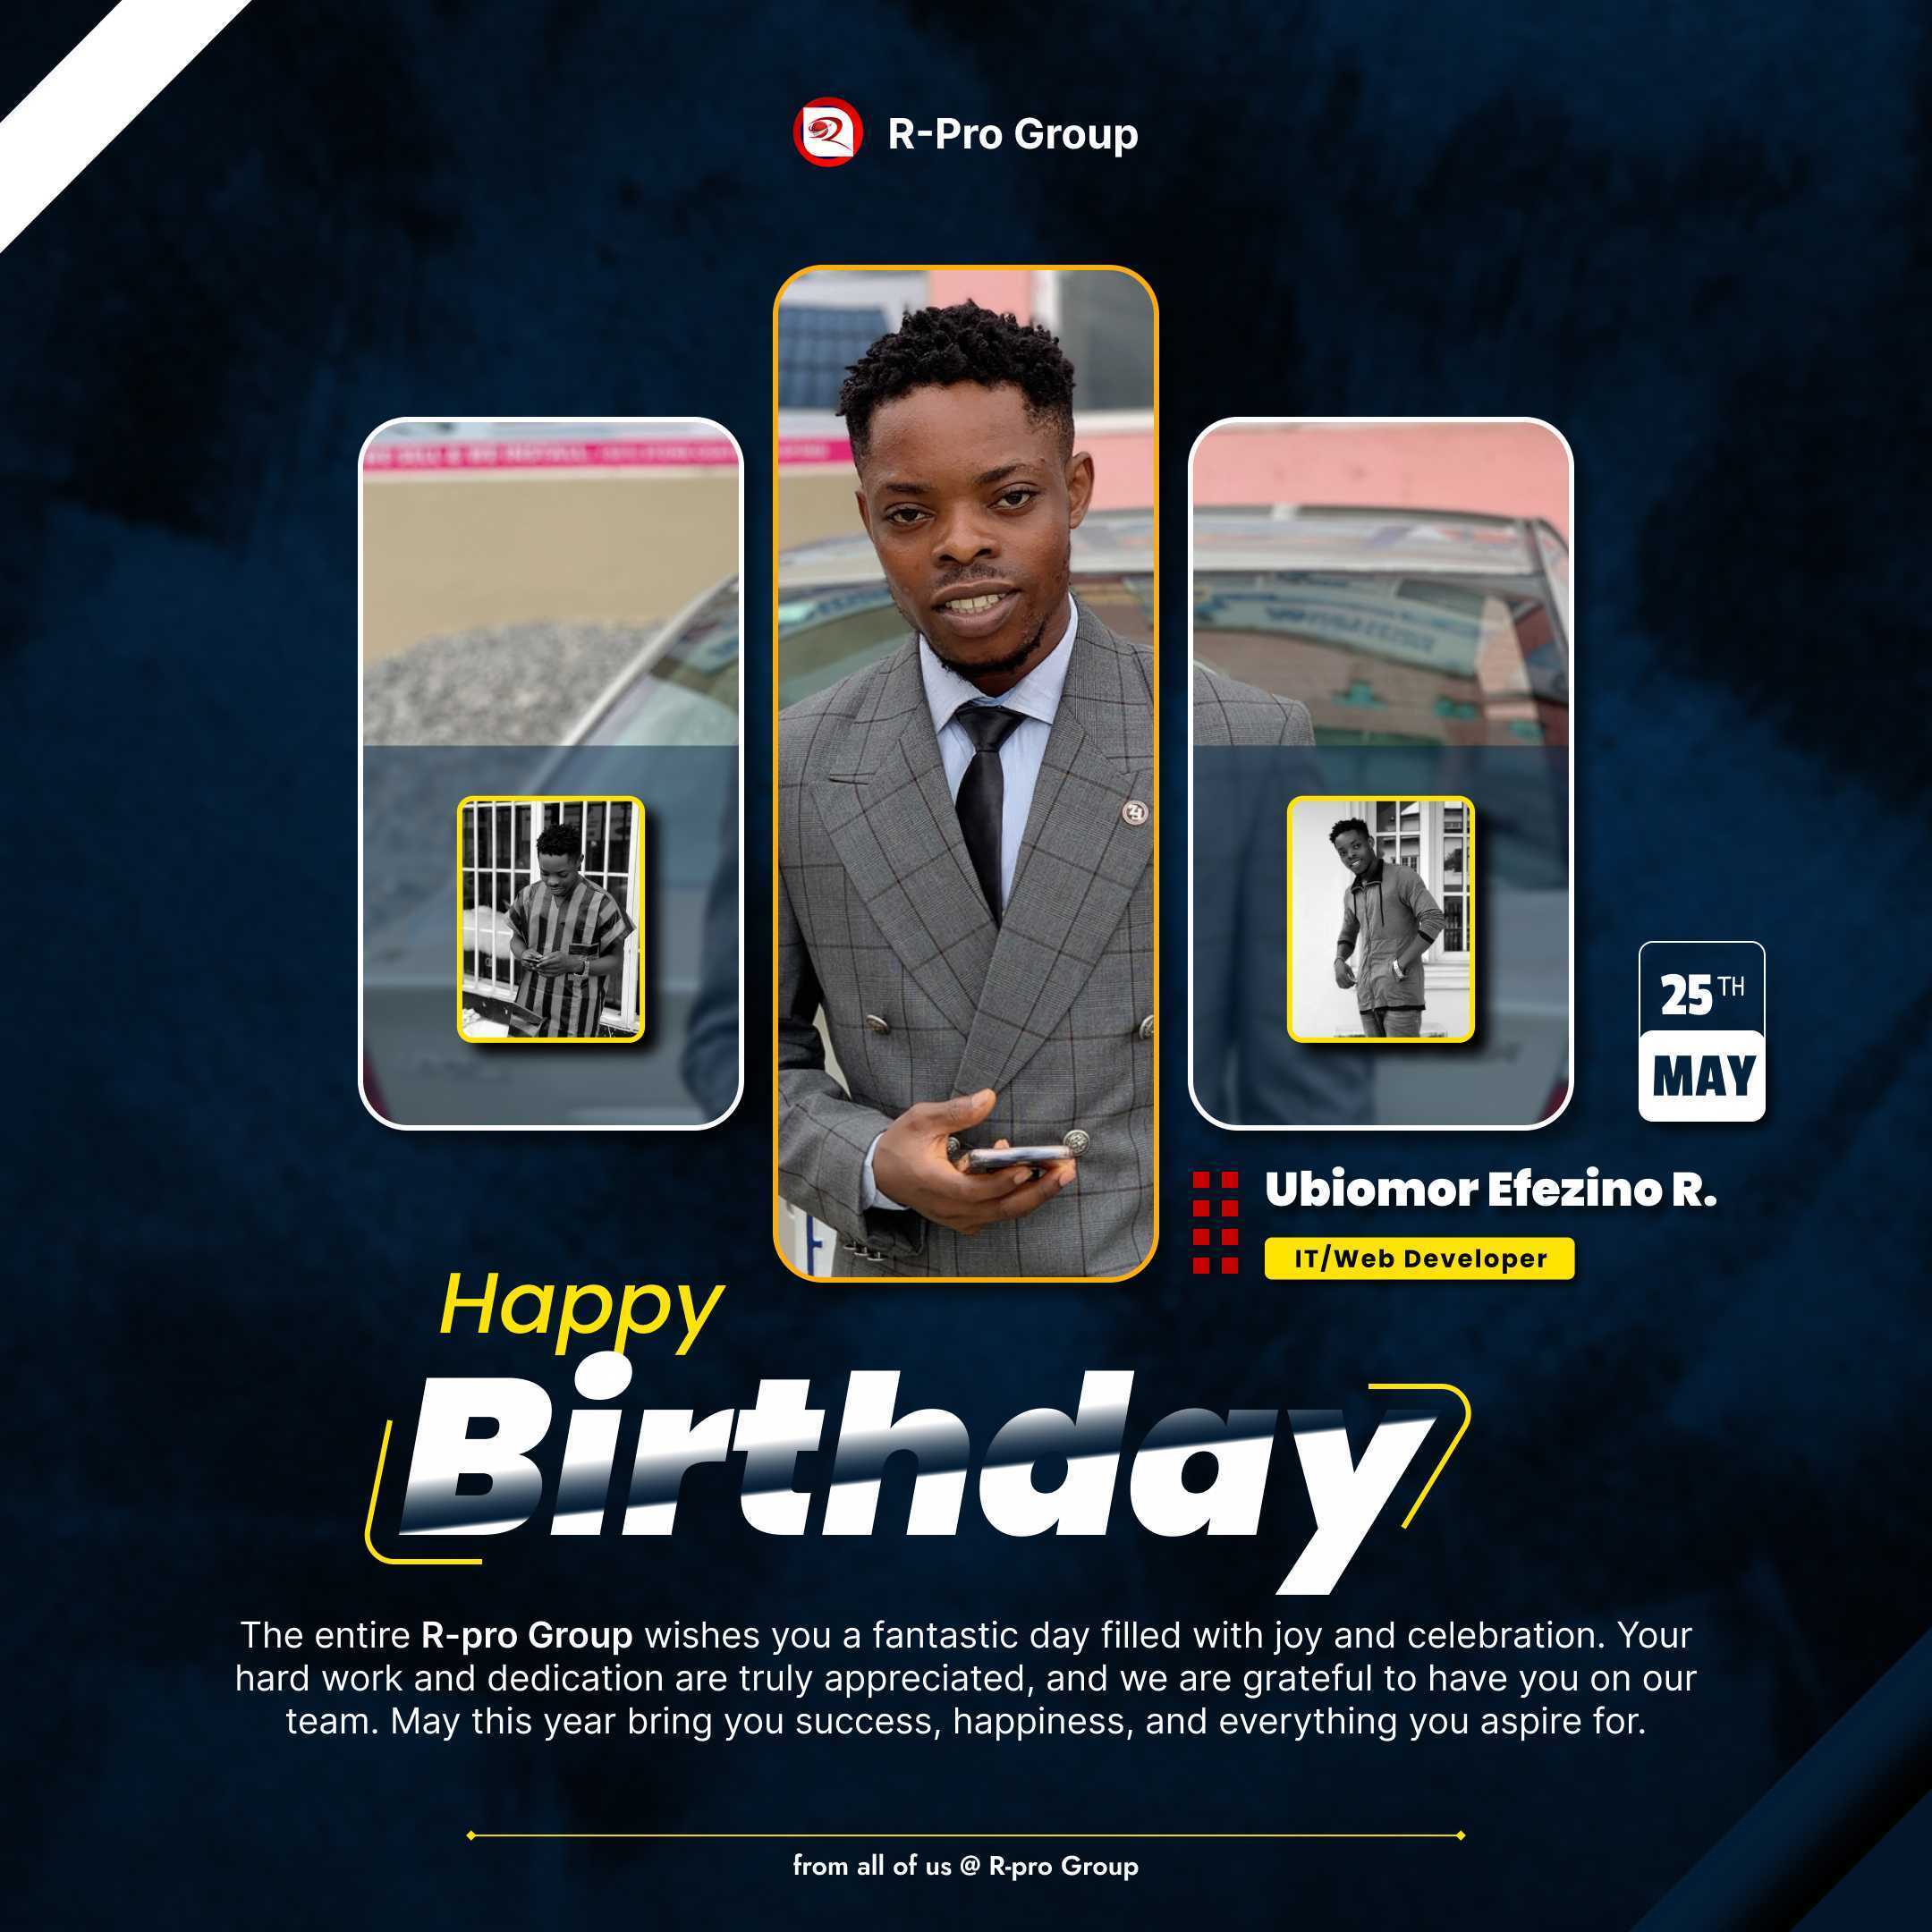 R-Pro Group
25TH
MAY
Ubiomor Efezino R.
IT/Web Developer
Happy
Birthday
The entire R-pro Group wishes you a fantastic day filled with joy and celebration. Your
hard work and dedication are truly appreciated, and we are grateful to have you on our
team. May this year bring you success, happiness, and everything you aspire for.
from all of us @ R-pro Group